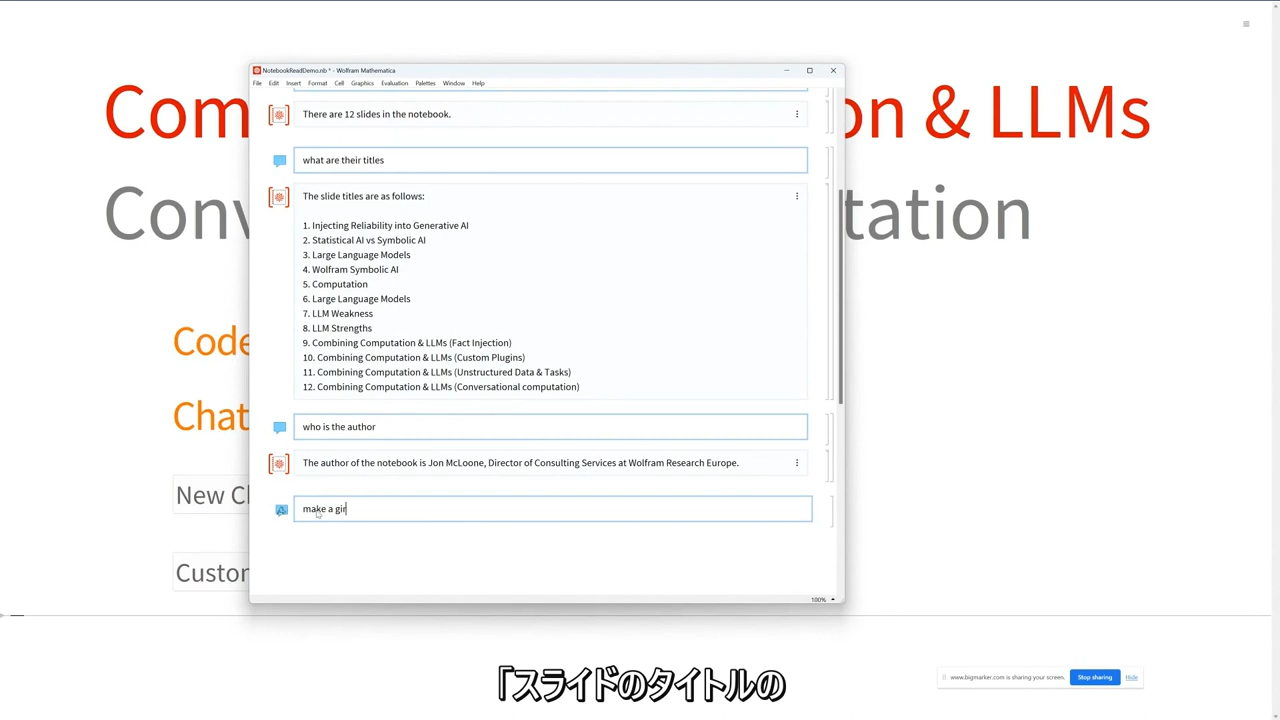 Com
on & LLMs
Conv
tation
NotebookReadDemo.nb * - Wolfram Mathematica
File Edit Insert Format Cell Graphics Evaluation Palettes Window Help
There are 12 slides in the notebook.
what are their titles
The slide titles are as follows:
1. Injecting Reliability into Generative AI
2. Statistical AI vs Symbolic AI
3. Large Language Models
4. Wolfram Symbolic AI
5. Computation
6. Large Language Models
7. LLM Weakness
8. LLM Strengths
9. Combining Computation & LLMs (Fact Injection)
10. Combining Computation & LLMs (Custom Plugins)
11. Combining Computation & LLMs (Unstructured Data & Tasks)
12. Combining Computation & LLMs (Conversational computation)
Code
who is the author
Chat
The author of the notebook is Jon McLoone, Director of Consulting Services at Wolfram Research Europe.
New Ch
make a gir
Custon
100%
「スライドのタイトルの
www.bigmarker.com is sharing your screen.
Stop sharing
Hide